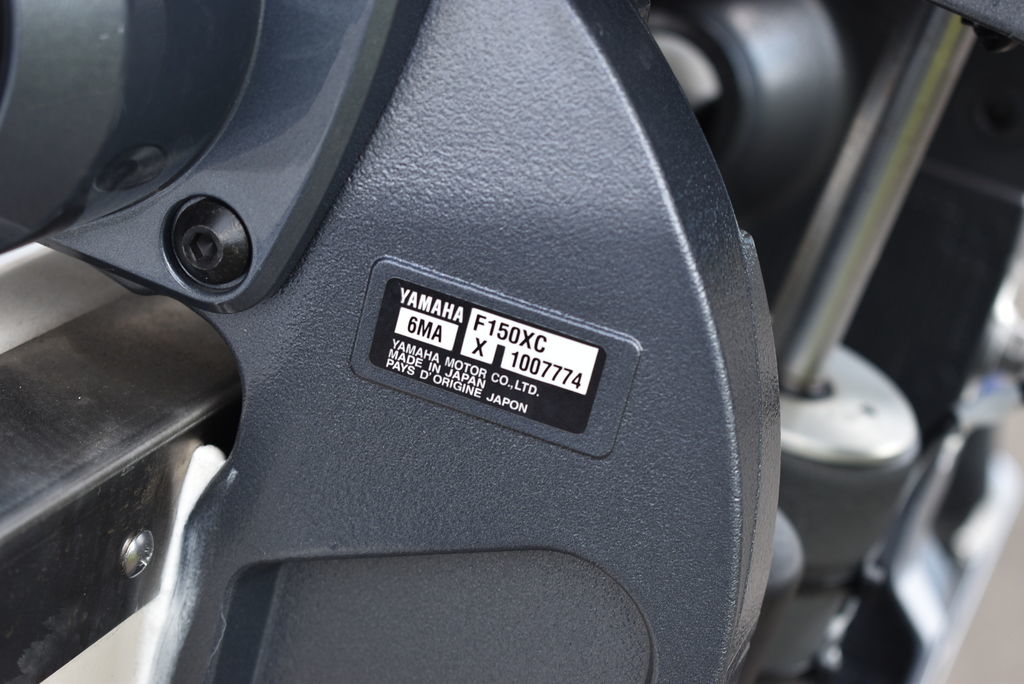 YAMAHA F150XC
6MA X 1007774
YAMAHA MOTOR CO.,LTD.
MADE IN JAPAN
PAYS D'ORIGINE JAPON